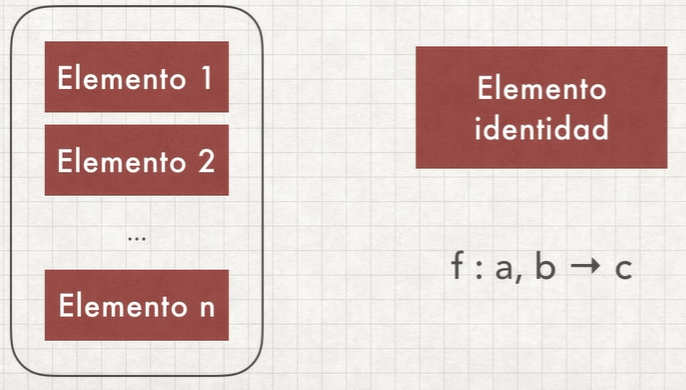 Elemento 1
Elemento 2
...
Elemento n
Elemento
identidad
f : a, b → c